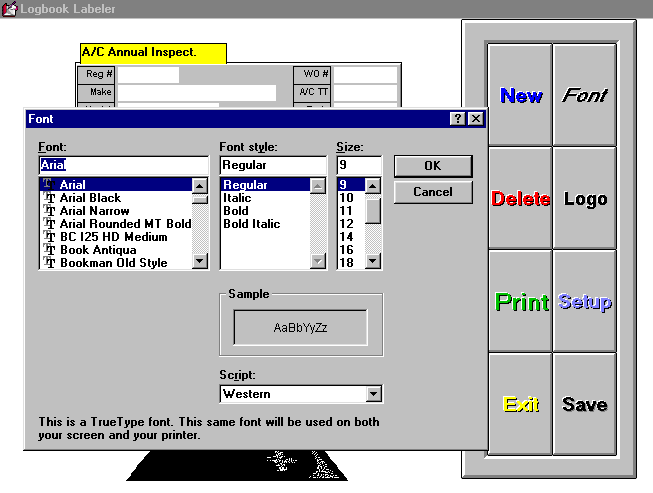 Logbook Labeler
A/C Annual Inspect.
Reg #
WO #
Make
A/C TT
Font
Font:
Font style:
Size:
Arial
Regular
9
OK
Cancel
Arial
Arial Black
Arial Narrow
Arial Rounded MT Bold
BC I25 HD Medium
Book Antiqua
Bookman Old Style
Regular
Italic
Bold
Bold Italic
9
10
11
12
14
16
18
Sample
AaBbYyZz
Script:
Western
This is a TrueType font. This same font will be used on both
your screen and your printer.
New
Font
Delete
Logo
Print
Setup
Exit
Save